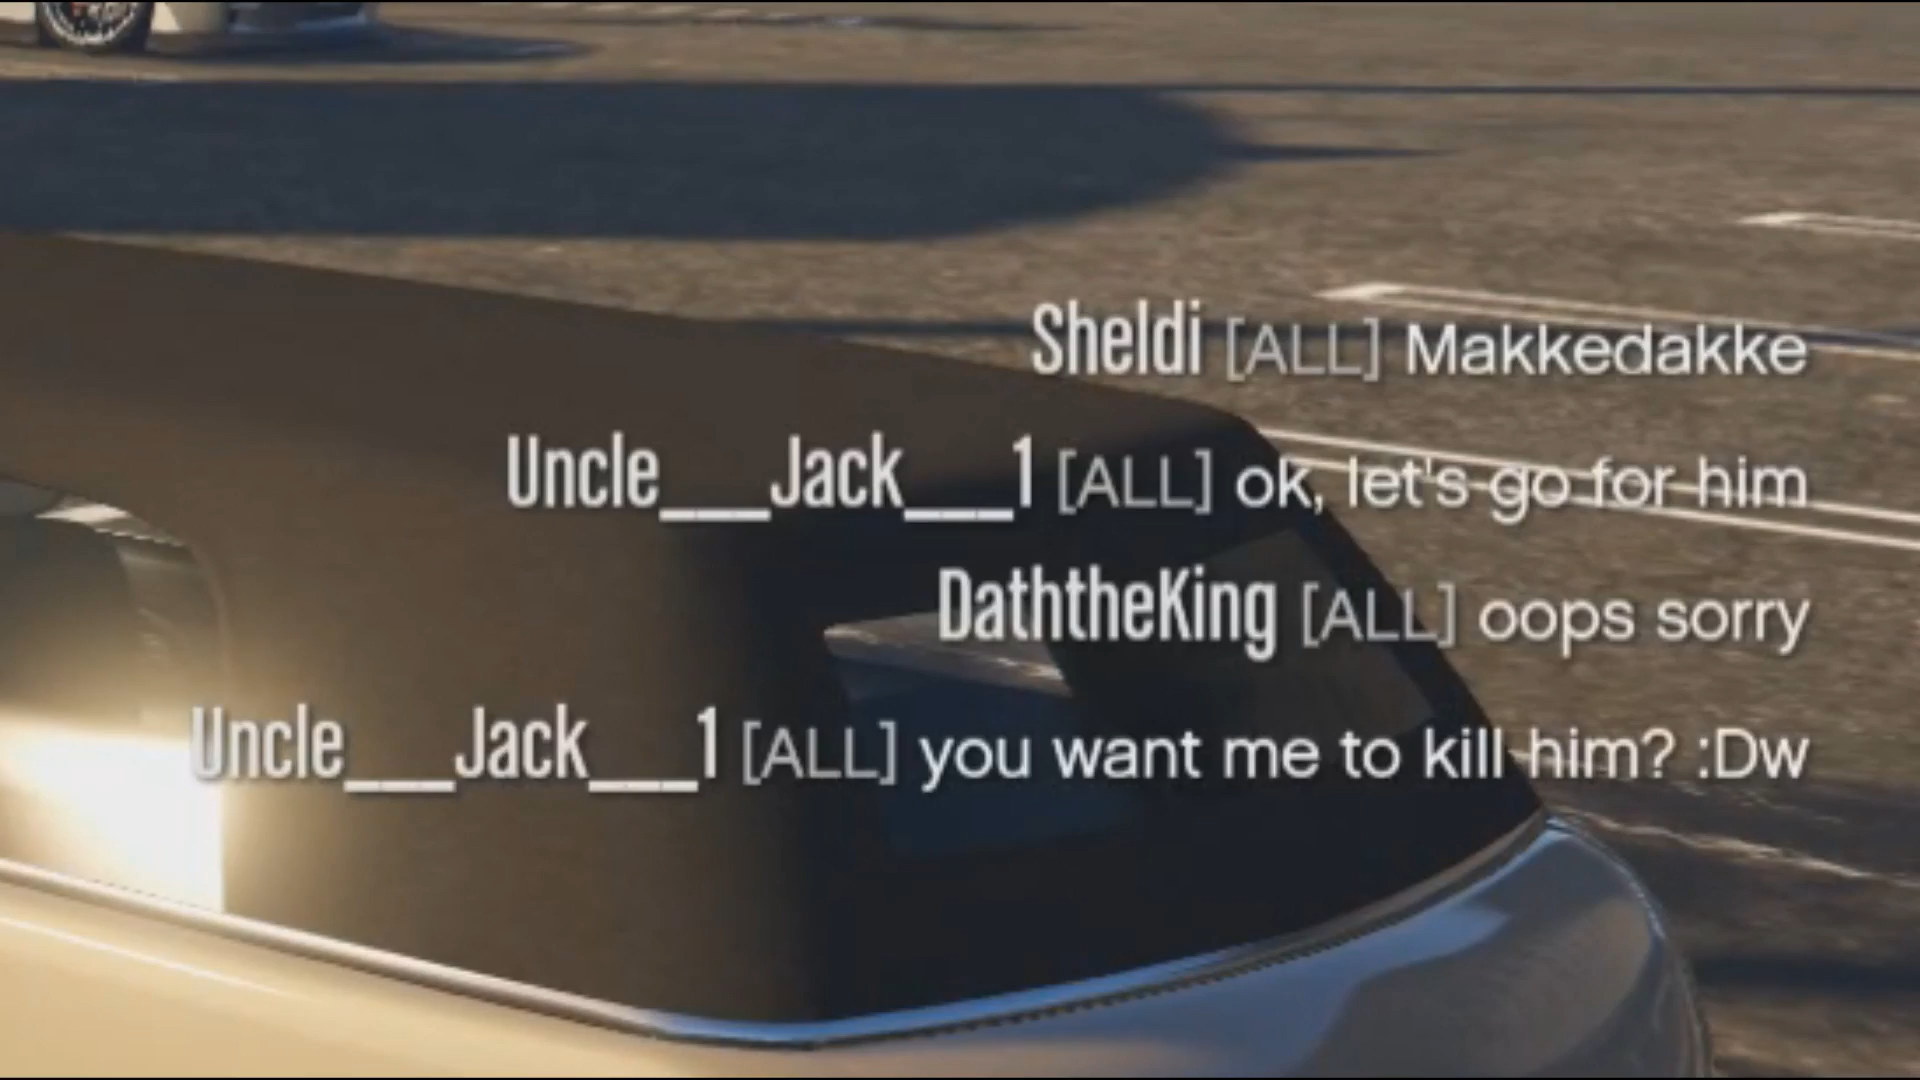 Sheldi [ALL] Makkedakke
Uncle___Jack___1 [ALL] ok, let's go for him
DaththeKing [ALL] oops sorry
Uncle___Jack___1 [ALL] you want me to kill him? :Dw